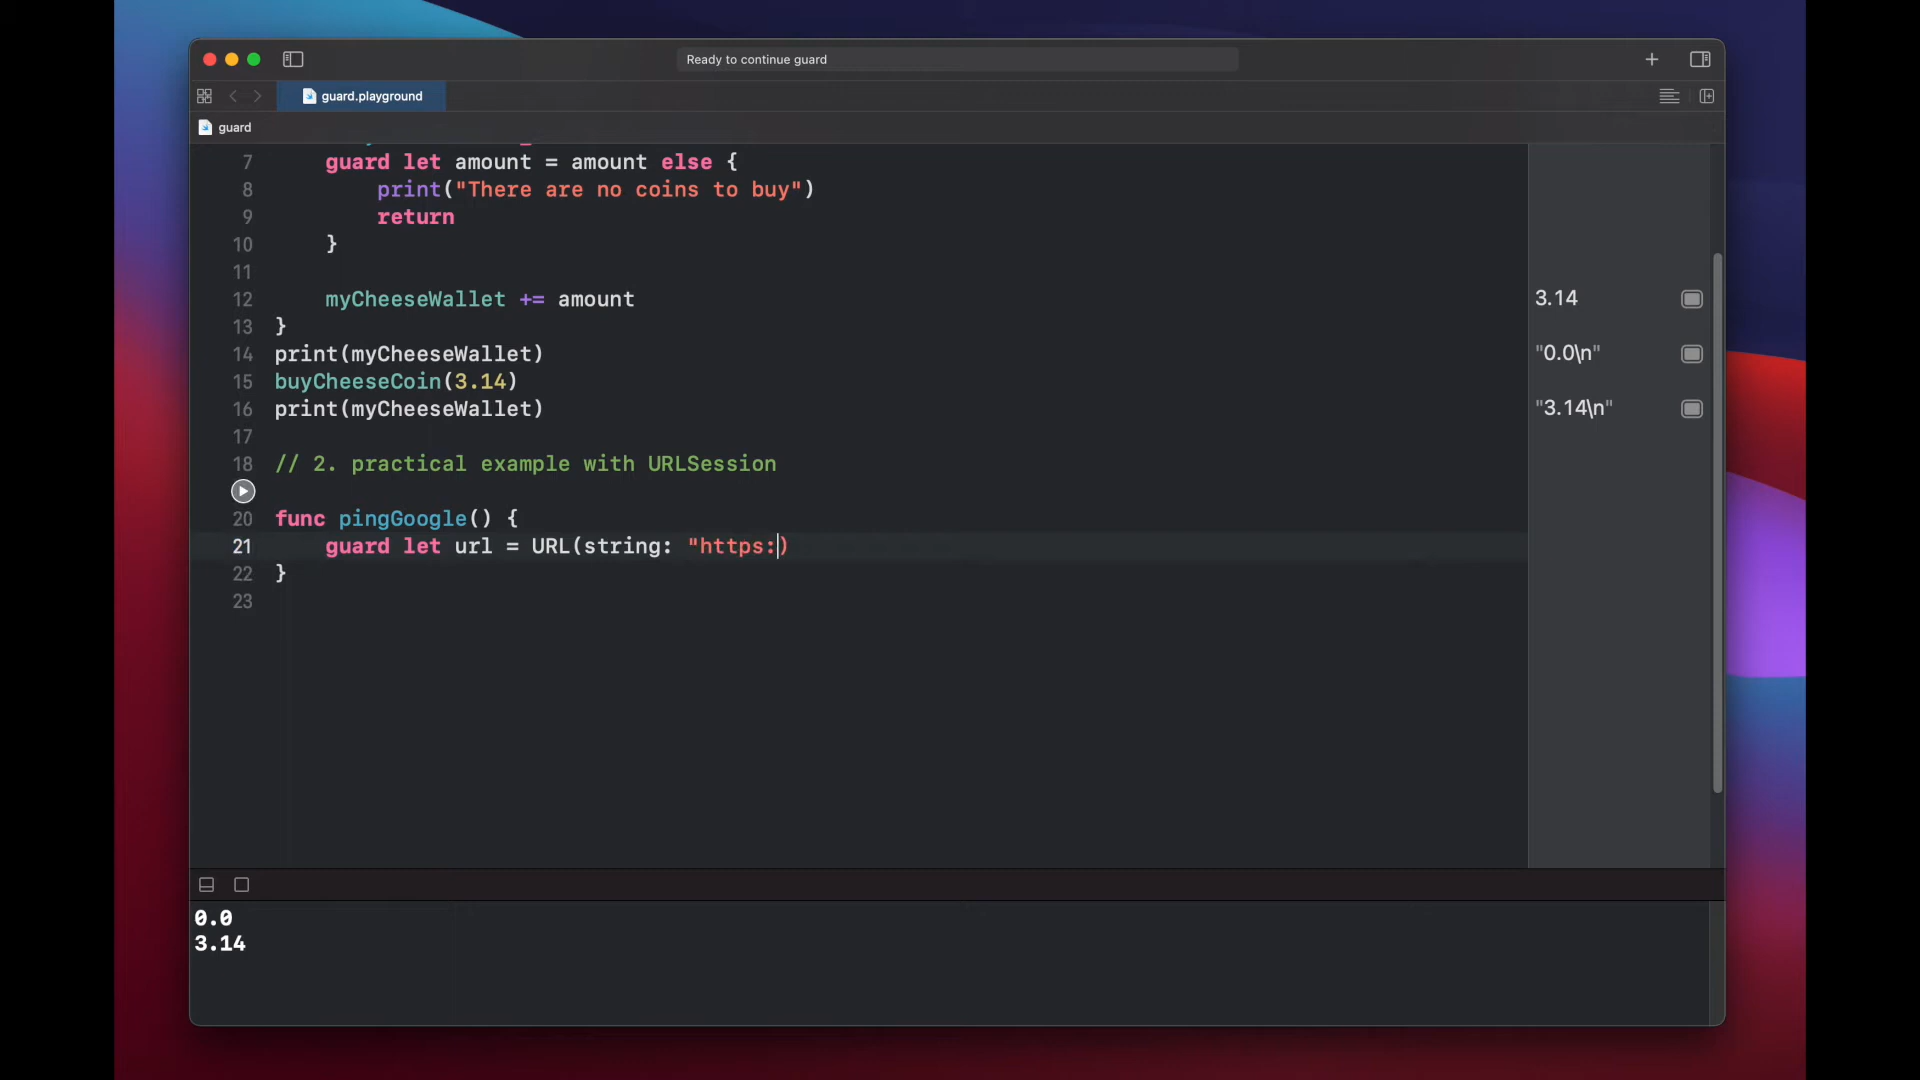 Ready to continue guard
guard.playground
guard
7 guard let amount = amount else {
8 print("There are no coins to buy")
9 return
10 }
11
12 myCheeseWallet += amount
3.14
13 }
14 print(myCheeseWallet)
"0.0\n"
15 buyCheeseCoin(3.14)
16 print(myCheeseWallet)
"3.14\n"
17
18 // 2. practical example with URLSession
20 func pingGoogle() {
21 guard let url = URL(string: "https:)
22 }
23
0.0
3.14